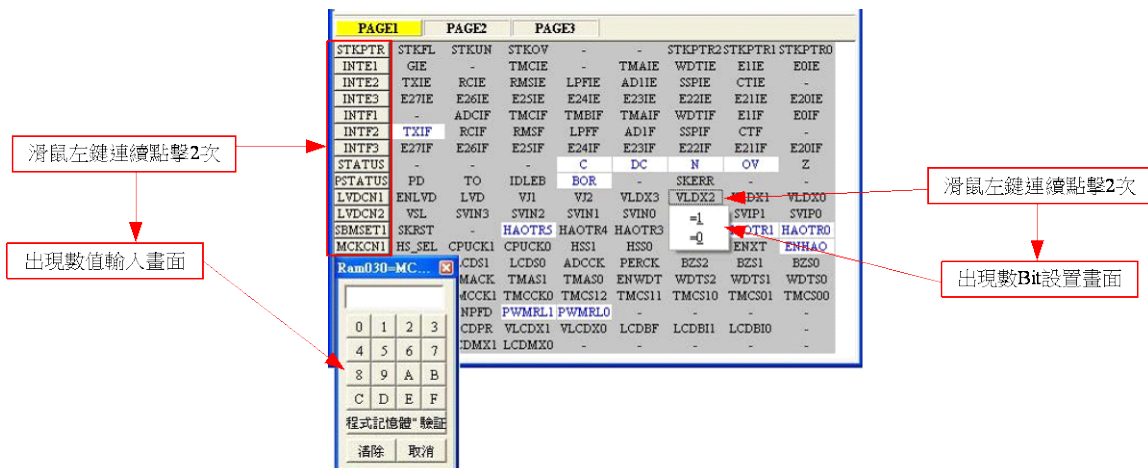 PAGE1 PAGE2 PAGE3
STKPTR STKFL STKUN STKOV - - STKPTR2 STKPTR1 STKPTR0
INTE1 GIE - TMCIE - TMAIE WDTIE E1IE E0IE
INTE2 TXIE RCIE RMSIE LPFIE AD1IE SSPIE CTIE -
INTE3 E27IE E26IE E25IE E24IE E23IE E22IE E21IE E20IE
INTF1 - ADCIF TMCIF TMBIF TMAIF WDTIF E1IF E0IF
INTF2 TXIF RCIF RMSF LPFF AD1F SSPIF CTF -
INTF3 E27IF E26IF E25IF E24IF E23IF E22IF E21IF E20IF
STATUS - - - C DC N OV Z
PSTATUS PD TO IDLEB BOR - SKERR - -
LVDCN1 ENLVD LVD VJ1 VJ2 VLDX3 VLDX2 VLDX1 VLDX0
LVDCN2 VSL SVIN3 SVIN2 SVIN1 SVIN0 SVIP1 SVIP0
SBMSET1 SKRST - HAOTR5 HAOTR4 HAOTR3 HAOTR0
MCKCN1 HS_SEL CPUCK1 CPUCK0 HSS1 HSS0 ENXT ENHAO
=1
=0
LCDS0 ADCCK PERCK BZS2 BZS1 BZS0
TMAS1 TMAS0 ENWDT WDTS2 WDTS1 WDTS0
TMCCK0 TMCS12 TMCS11 TMCS10 TMCS01 TMCS00
PWMRL1 PWMRL0 - - - -
VLCDX1 VLCDX0 LCDBF LCDBI1 LCDBI0 -
LCDMX0 - - - - -
滑鼠左鍵連續點擊2次
出現數值輸入畫面
Ram030=MC...
0 1 2 3
4 5 6 7
8 9 A B
C D E F
程式記憶體" 驗証
清除 取消
滑鼠左鍵連續點擊2次
出現數Bit設置畫面